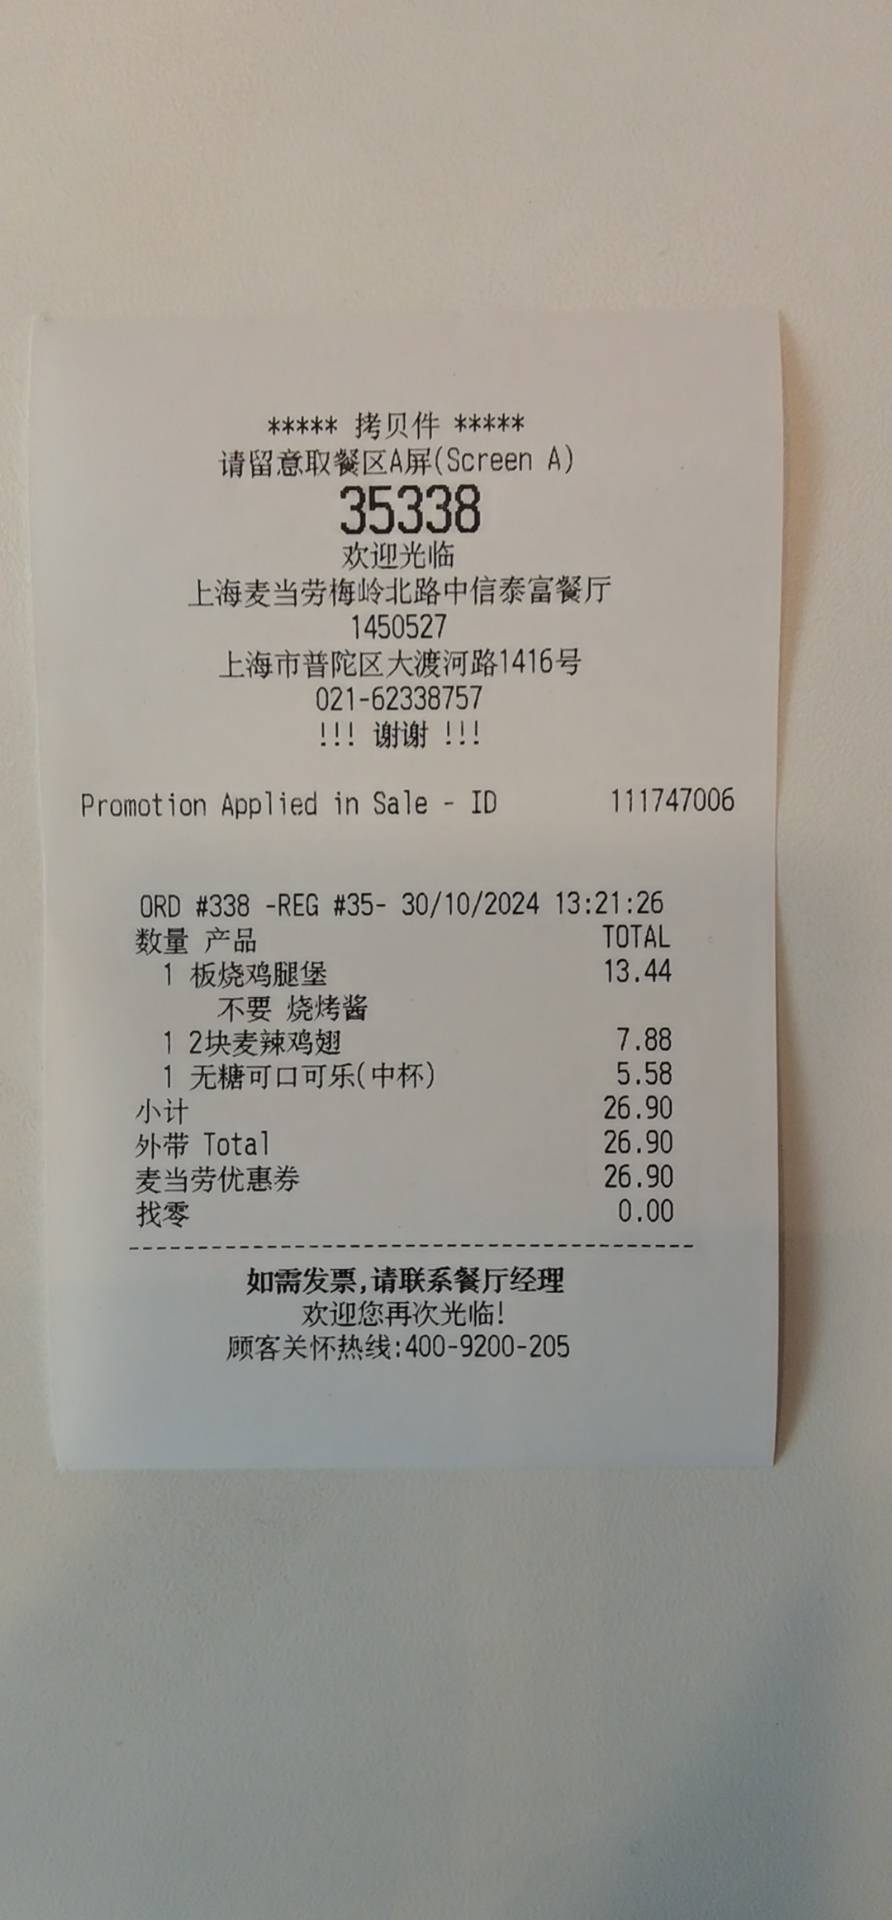 ***** 拷贝件 *****
请留意取餐区A屏(Screen A)
35338
欢迎光临
上海麦当劳梅岭北路中信泰富餐厅
1450527
上海市普陀区大渡河路1416号
021-62338757
!!! 谢谢 !!!
Promotion Applied in Sale - ID 111747006
ORD #338 -REG #35- 30/10/2024 13:21:26
数量 产品 TOTAL
1 板烧鸡腿堡 13.44
不要 烧烤酱
1 2块麦辣鸡翅 7.88
1 无糖可口可乐(中杯) 5.58
小计 26.90
外带 Total 26.90
麦当劳优惠券 26.90
找零 0.00
--------------------------------------------
如需发票,请联系餐厅经理
欢迎您再次光临!
顾客关怀热线:400-9200-205